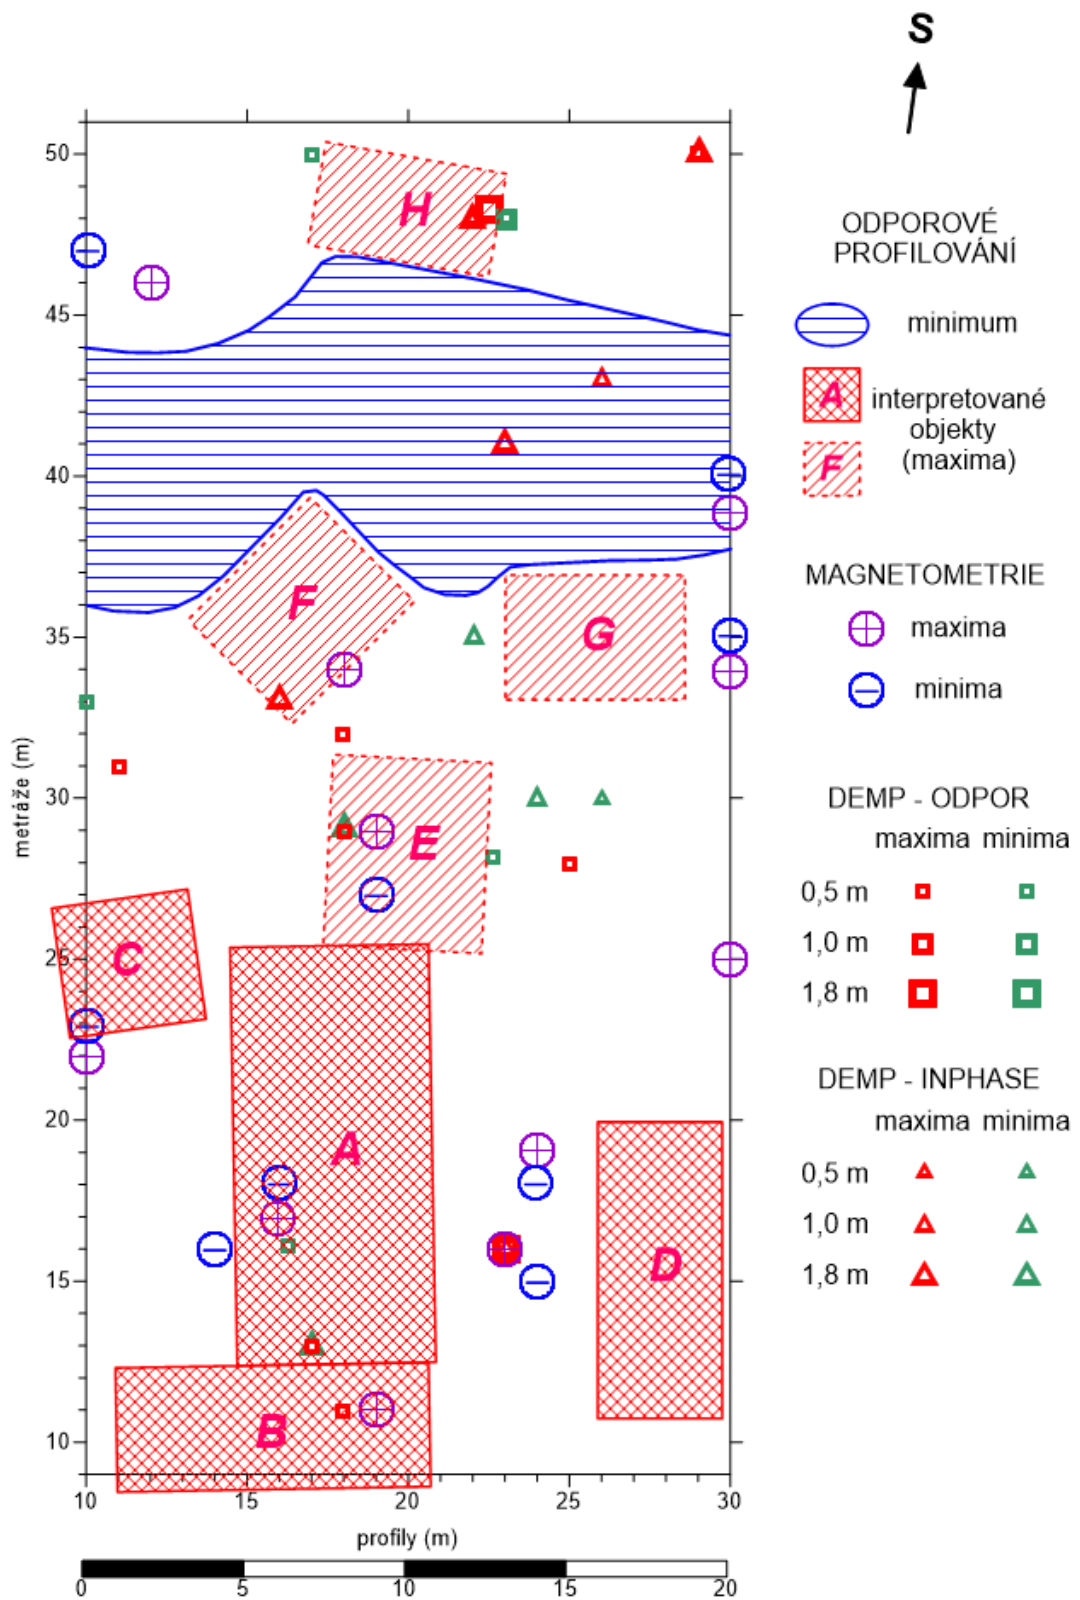 S
50
45
40
35
30
25
20
15
10
metráže (m)
H
F
G
E
C
A
D
B
10
15
20
25
30
profily (m)
0
5
10
15
20
ODPOROVÉ
PROFILOVÁNÍ
minimum
A
interpretované
objekty
(maxima)
F
MAGNETOMETRIE
maxima
minima
DEMP - ODPOR
maxima minima
0,5 m
1,0 m
1,8 m
DEMP - INPHASE
maxima minima
0,5 m
1,0 m
1,8 m